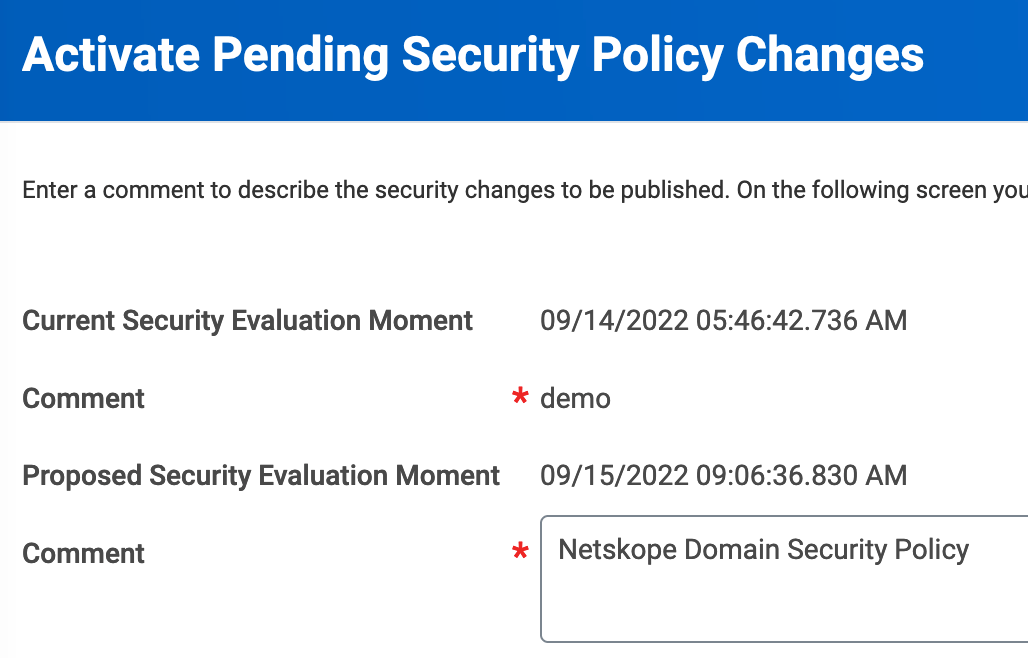 Activate Pending Security Policy Changes
Enter a comment to describe the security changes to be published. On the following screen you
Current Security Evaluation Moment 09/14/2022 05:46:42.736 AM
Comment * demo
Proposed Security Evaluation Moment 09/15/2022 09:06:36.830 AM
Comment * Netskope Domain Security Policy